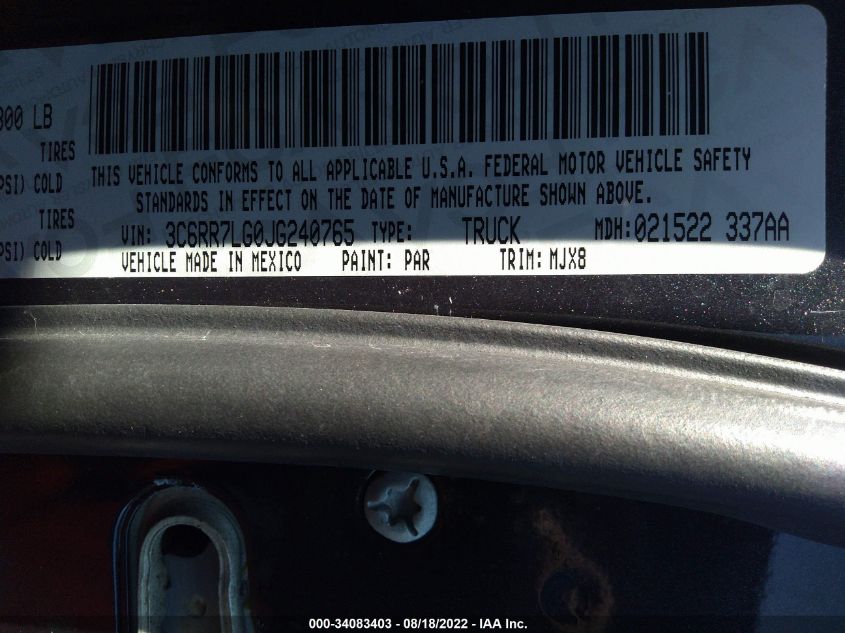 800 LB
TIRES
PSI) COLD
TIRES
PSI) COLD
THIS VEHICLE CONFORMS TO ALL APPLICABLE U.S.A. FEDERAL MOTOR VEHICLE SAFETY
STANDARDS IN EFFECT ON THE DATE OF MANUFACTURE SHOWN ABOVE.
VIN: 3C6RR7LG0JG240765 TYPE: TRUCK MDH:021522 337AA
VEHICLE MADE IN MEXICO PAINT: PAR TRIM: MJX8
000-34083403 - 08/18/2022 - IAA Inc.